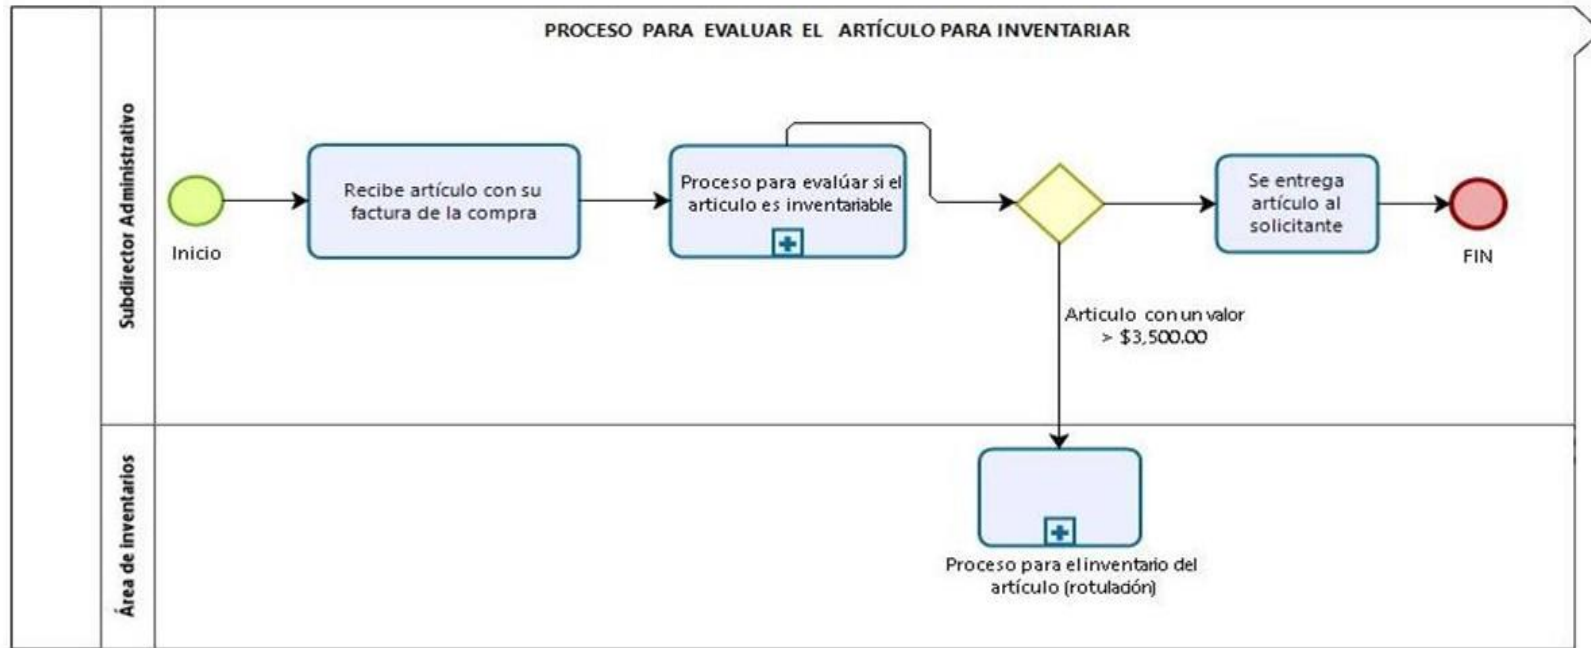 PROCESO PARA EVALUAR EL ARTÍCULO PARA INVENTARIAR
Subdirector Administrativo
Inicio
Recibe artículo con su
factura de la compra
Proceso para evalúar si el
articulo es inventariable
Se entrega
artículo al
solicitante
FIN
Articulo con un valor
> $3,500.00
Área de inventarios
Proceso para el inventario del
artículo (rotulación)